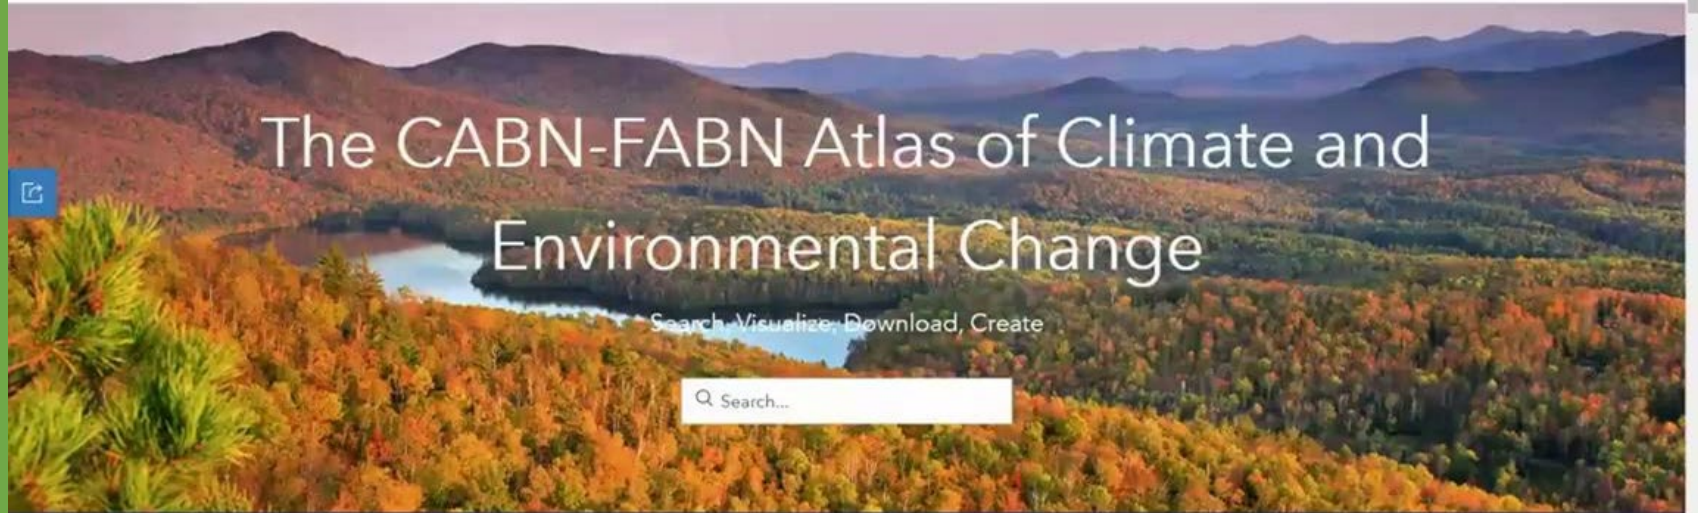 The CABN-FABN Atlas of Climate and
Environmental Change
Search, Visualize, Download, Create
Search...